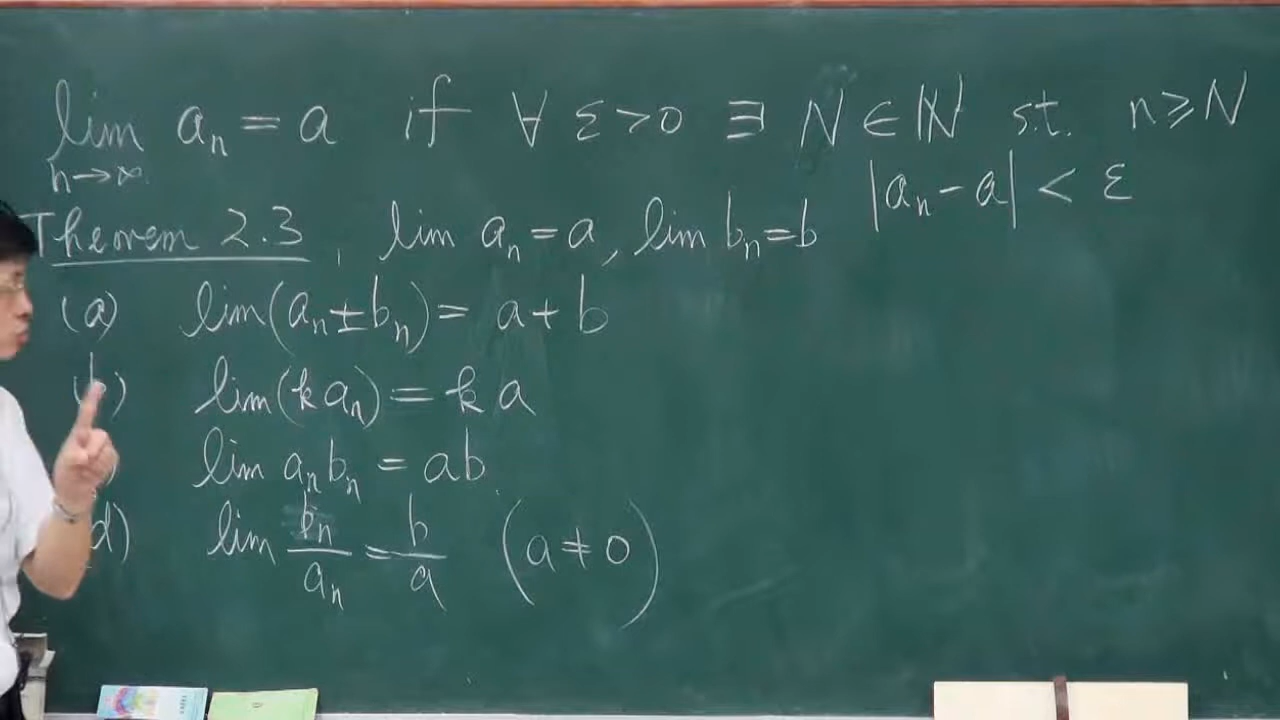 lim aₙ = a if ∀ ε > 0 ∃ N ∈ ℕ s.t. n ≥ N
n→∞ |aₙ - a| < ε
Theorem 2.3, lim aₙ = a, lim bₙ = b
(a) lim(aₙ ± bₙ) = a + b
(b) lim(k aₙ) = k a
) lim aₙbₙ = ab
d) lim bₙ/aₙ = b/a (a ≠ 0)